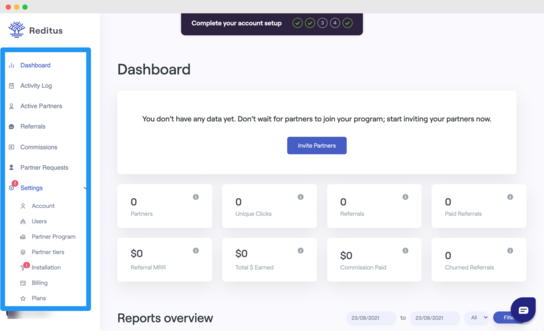 Reditus
Complete your account setup
3
4
Dashboard
Activity Log
Active Partners
Referrals
Commissions
Partner Requests
Settings
Account
Users
Partner Program
Partner tiers
Installation
Billing
Plans
Dashboard
You don't have any data yet. Don't wait for partners to join your program; start inviting your partners now.
Invite Partners
0
Partners
0
Unique Clicks
0
Referrals
0
Paid Referrals
$0
Referral MRR
$0
Total $ Earned
$0
Commission Paid
0
Churned Referrals
Reports overview
23/09/2021 to 23/09/2021 All